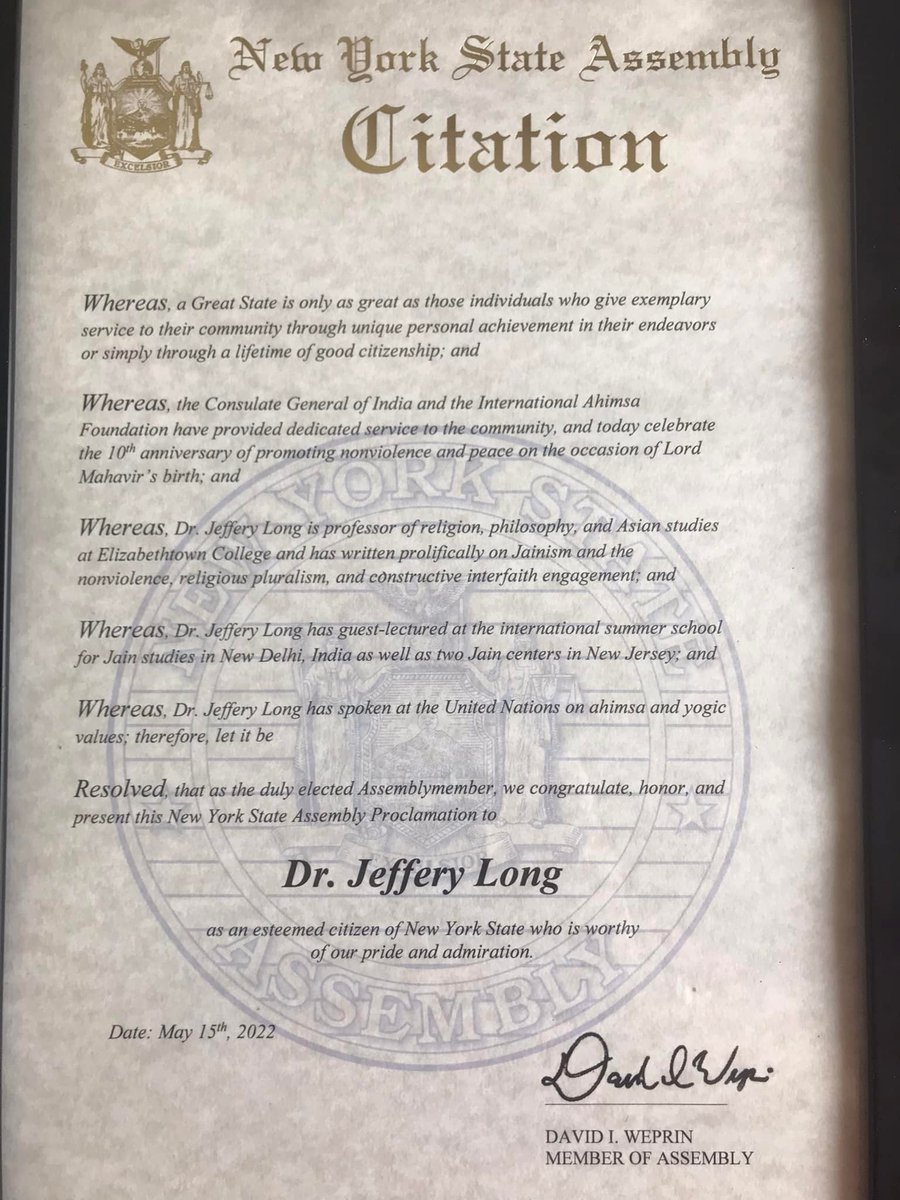 New York State Assembly
Citation
EXCELSIOR
Whereas, a Great State is only as great as those individuals who give exemplary
service to their community through unique personal achievement in their endeavors
or simply through a lifetime of good citizenship; and
Whereas, the Consulate General of India and the International Ahimsa
Foundation have provided dedicated service to the community, and today celebrate
the 10th anniversary of promoting nonviolence and peace on the occasion of Lord
Mahavir's birth; and
Whereas, Dr. Jeffery Long is professor of religion, philosophy, and Asian studies
at Elizabethtown College and has written prolifically on Jainism and the
nonviolence, religious pluralism, and constructive interfaith engagement; and
Whereas, Dr. Jeffery Long has guest-lectured at the international summer school
for Jain studies in New Delhi, India as well as two Jain centers in New Jersey; and
Whereas, Dr. Jeffery Long has spoken at the United Nations on ahimsa and yogic
values; therefore, let it be
Resolved, that as the duly elected Assemblymember, we congratulate, honor, and
present this New York State Assembly Proclamation to
Dr. Jeffery Long
as an esteemed citizen of New York State who is worthy
of our pride and admiration.
NEW YORK STATE
EXCELSIOR
ASSEMBLY
Date: May 15th, 2022
David I Weprin
DAVID I. WEPRIN
MEMBER OF ASSEMBLY